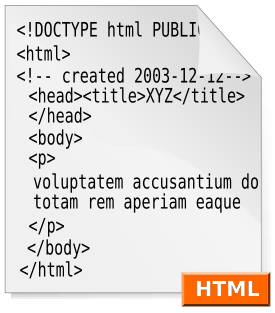 <!DOCTYPE html PUBLIC
<html>
<!-- created 2003-12-12-->
<head><title>XYZ</title>
</head>
<body>
<p>
voluptatem accusantium do
totam rem aperiam eaque
</p>
</body>
</html>
HTML